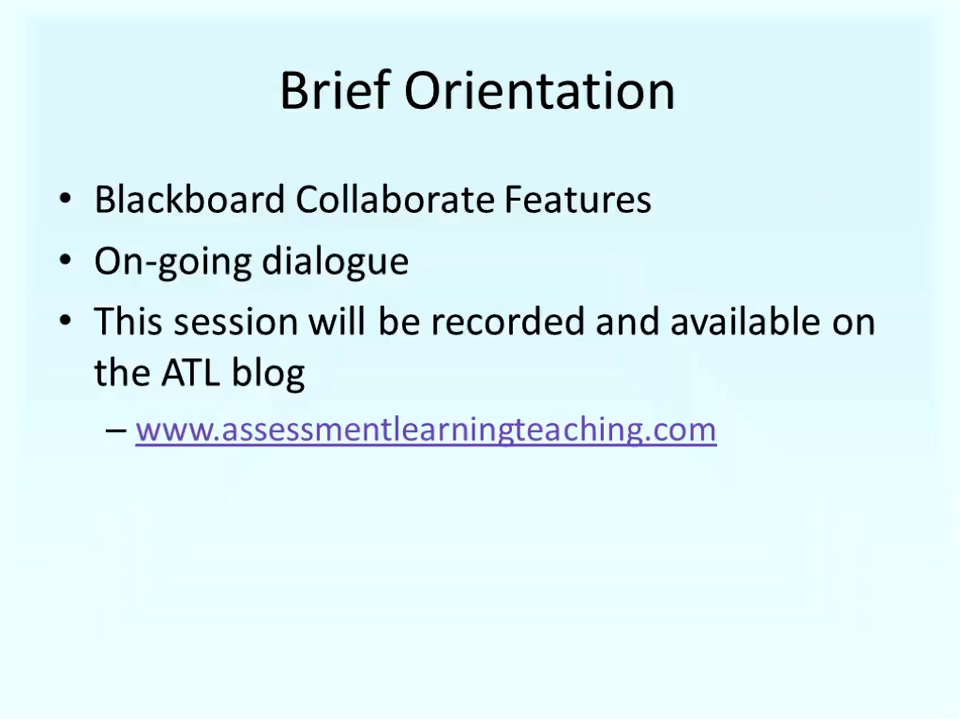 Brief Orientation
• Blackboard Collaborate Features
• On-going dialogue
• This session will be recorded and available on
the ATL blog
– www.assessmentlearningteaching.com